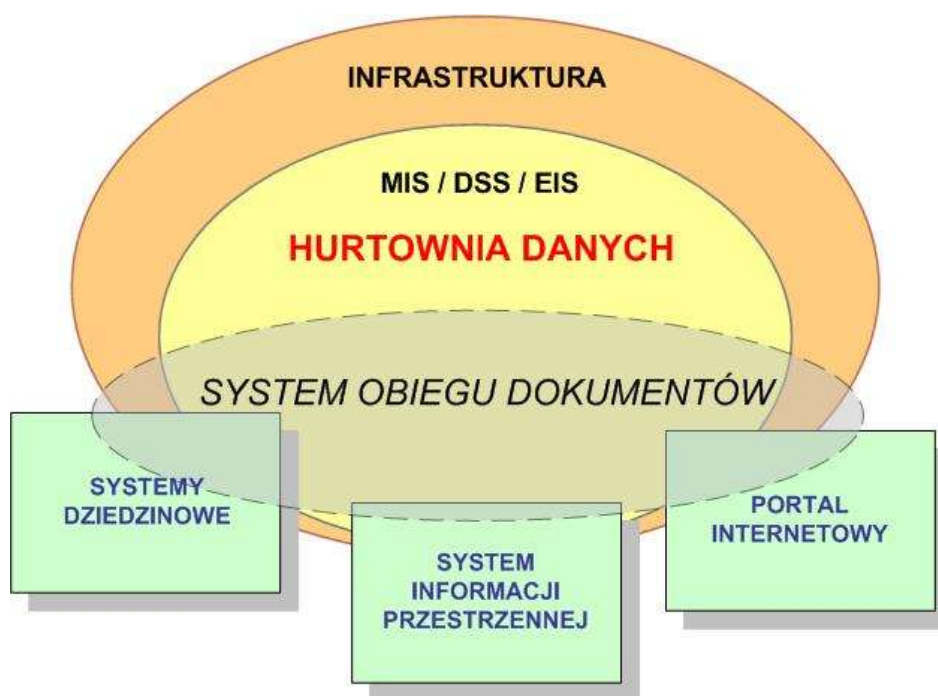 INFRASTRUKTURA
MIS / DSS / EIS
HURTOWNIA DANYCH
SYSTEM OBIEGU DOKUMENTÓW
SYSTEMY
DZIEDZINOWE
SYSTEM
INFORMACJI
PRZESTRZENNEJ
PORTAL
INTERNETOWY